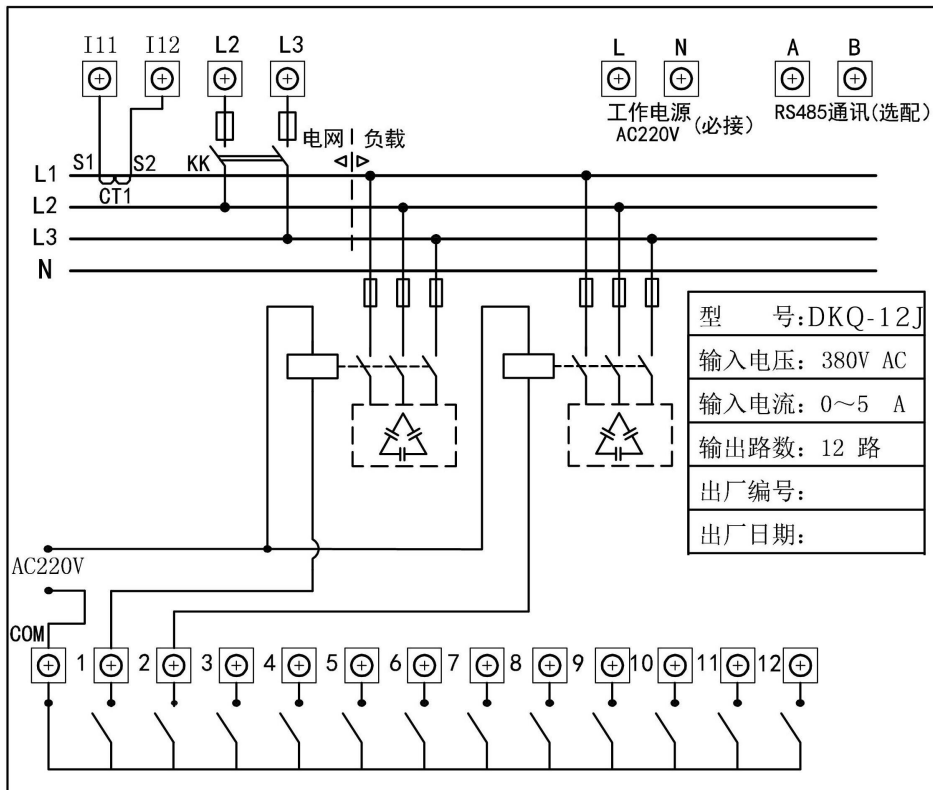 I11 I12 L2 L3 L N A B
工作电源 (必接) RS485通讯(选配)
AC220V
电网 负载
S1 S2 KK
L1
CT1
L2
L3
N
型 号:DKQ-12J
输入电压: 380V AC
输入电流: 0~5 A
输出路数: 12 路
出厂编号:
出厂日期:
AC220V
COM
1 2 3 4 5 6 7 8 9 10 11 12